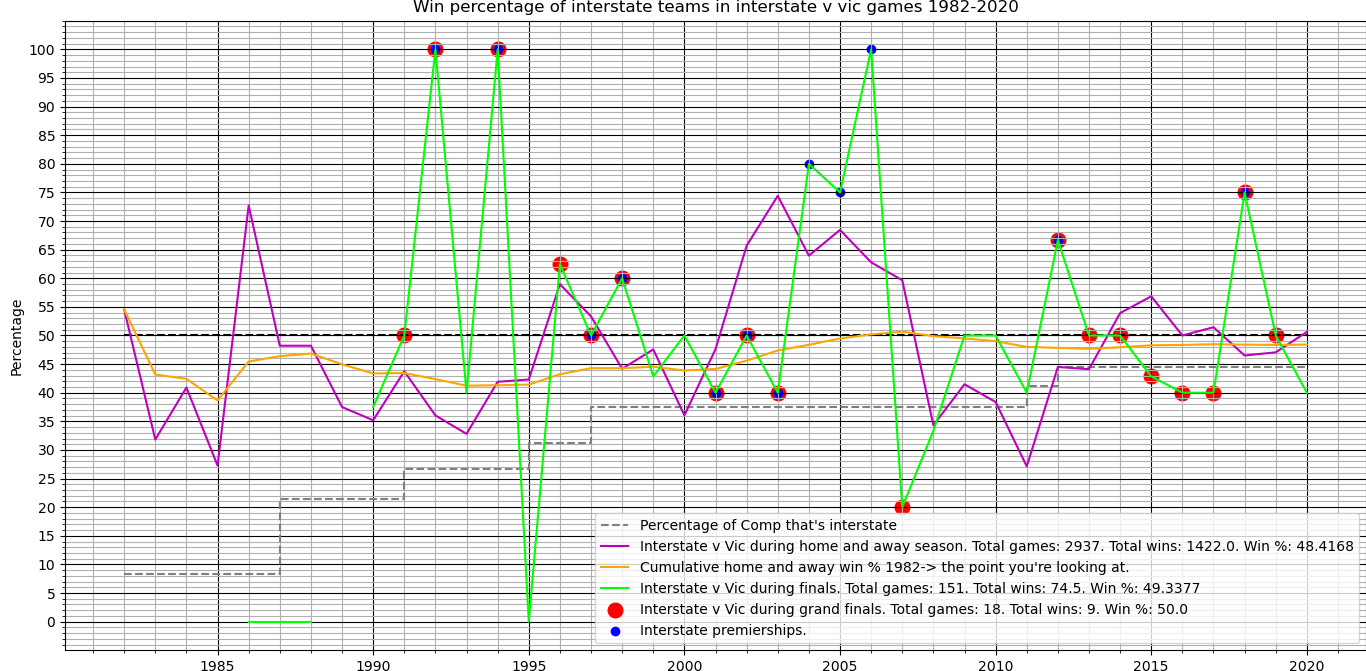 Win percentage of interstate teams in interstate v vic games 1982-2020
Percentage
100
95
90
85
80
75
70
65
60
55
50
45
40
35
30
25
20
15
10
5
0
Percentage of Comp that's interstate
Interstate v Vic during home and away season. Total games: 2937. Total wins: 1422.0. Win %: 48.4168
Cumulative home and away win % 1982-> the point you're looking at.
Interstate v Vic during finals. Total games: 151. Total wins: 74.5. Win %: 49.3377
Interstate v Vic during grand finals. Total games: 18. Total wins: 9. Win %: 50.0
Interstate premierships.
1985 1990 1995 2000 2005 2010 2015 2020